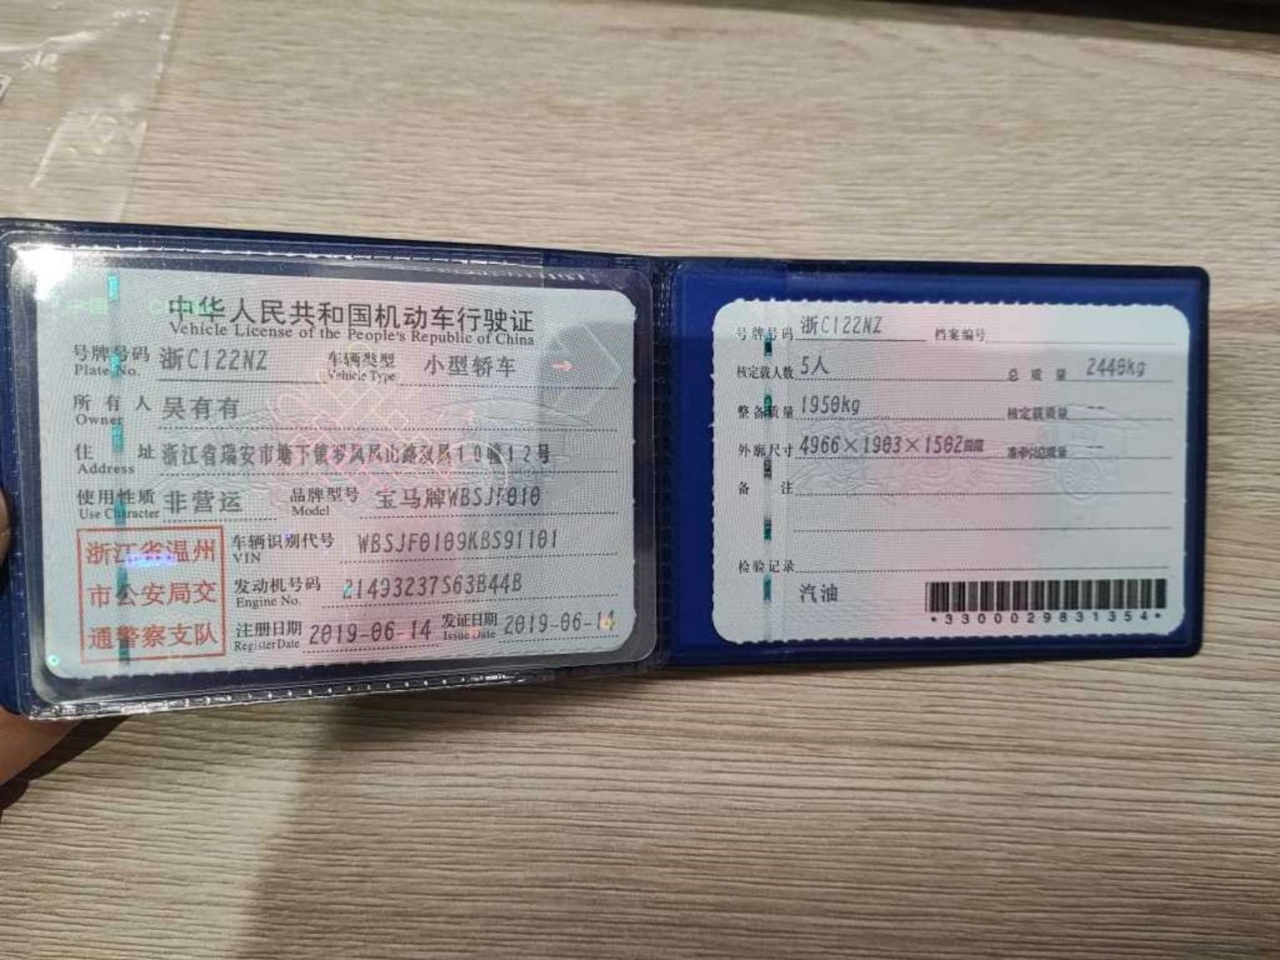 中华人民共和国机动车行驶证
Vehicle License of the People's Republic of China
号牌号码 浙C122NZ 车辆类型 小型轿车
Plate No. Vehicle Type
所有人 吴有有
Owner
住址 浙江省瑞安市塘下镇罗凤凤山路
Address
使用性质 非营运 品牌型号 宝马牌WBSJF010
Use Character Model
浙江省温州
市公安局交
通警察支队
车辆识别代号 WBSJF0109KBS91101
VIN
发动机号码 21493237S63B44B
Engine No.
注册日期 2019-06-14 发证日期 2019-06-14
Register Date Issue Date
号牌号码 浙C122NZ 档案编号
核定载人数 5人 总质量 2440kg
整备质量 1950kg 核定载质量 --
外廓尺寸 4966×1903×1502mm 准牵引总质量 --
备注
检验记录
汽油
*3300029831354*